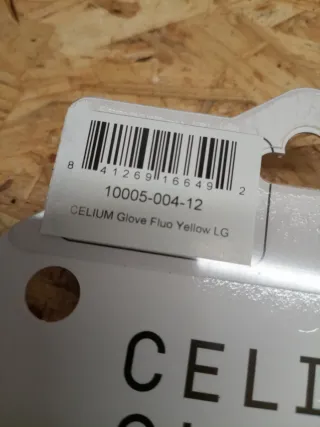 8 41269 16649 2
10005-004-12
CELIUM Glove Fluo Yellow LG
CELI